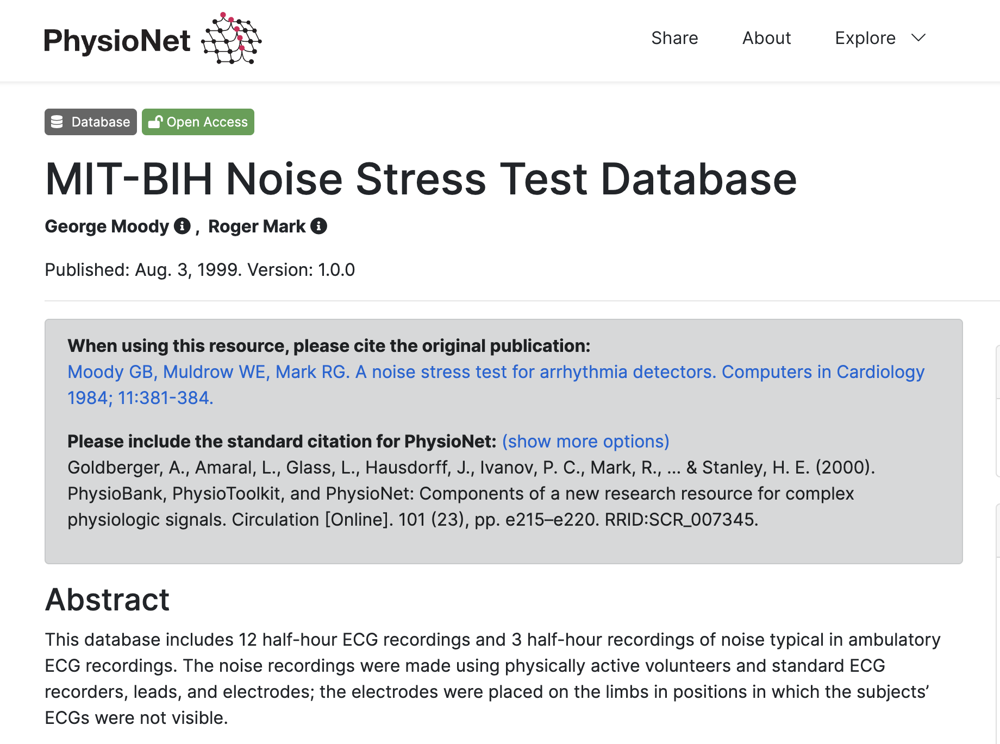 PhysioNet
Share About Explore
Database Open Access
MIT-BIH Noise Stress Test Database
George Moody , Roger Mark
Published: Aug. 3, 1999. Version: 1.0.0
When using this resource, please cite the original publication:
Moody GB, Muldrow WE, Mark RG. A noise stress test for arrhythmia detectors. Computers in Cardiology
1984; 11:381-384.
Please include the standard citation for PhysioNet: (show more options)
Goldberger, A., Amaral, L., Glass, L., Hausdorff, J., Ivanov, P. C., Mark, R., ... & Stanley, H. E. (2000).
PhysioBank, PhysioToolkit, and PhysioNet: Components of a new research resource for complex
physiologic signals. Circulation [Online]. 101 (23), pp. e215–e220. RRID:SCR_007345.
Abstract
This database includes 12 half-hour ECG recordings and 3 half-hour recordings of noise typical in ambulatory
ECG recordings. The noise recordings were made using physically active volunteers and standard ECG
recorders, leads, and electrodes; the electrodes were placed on the limbs in positions in which the subjects’
ECGs were not visible.